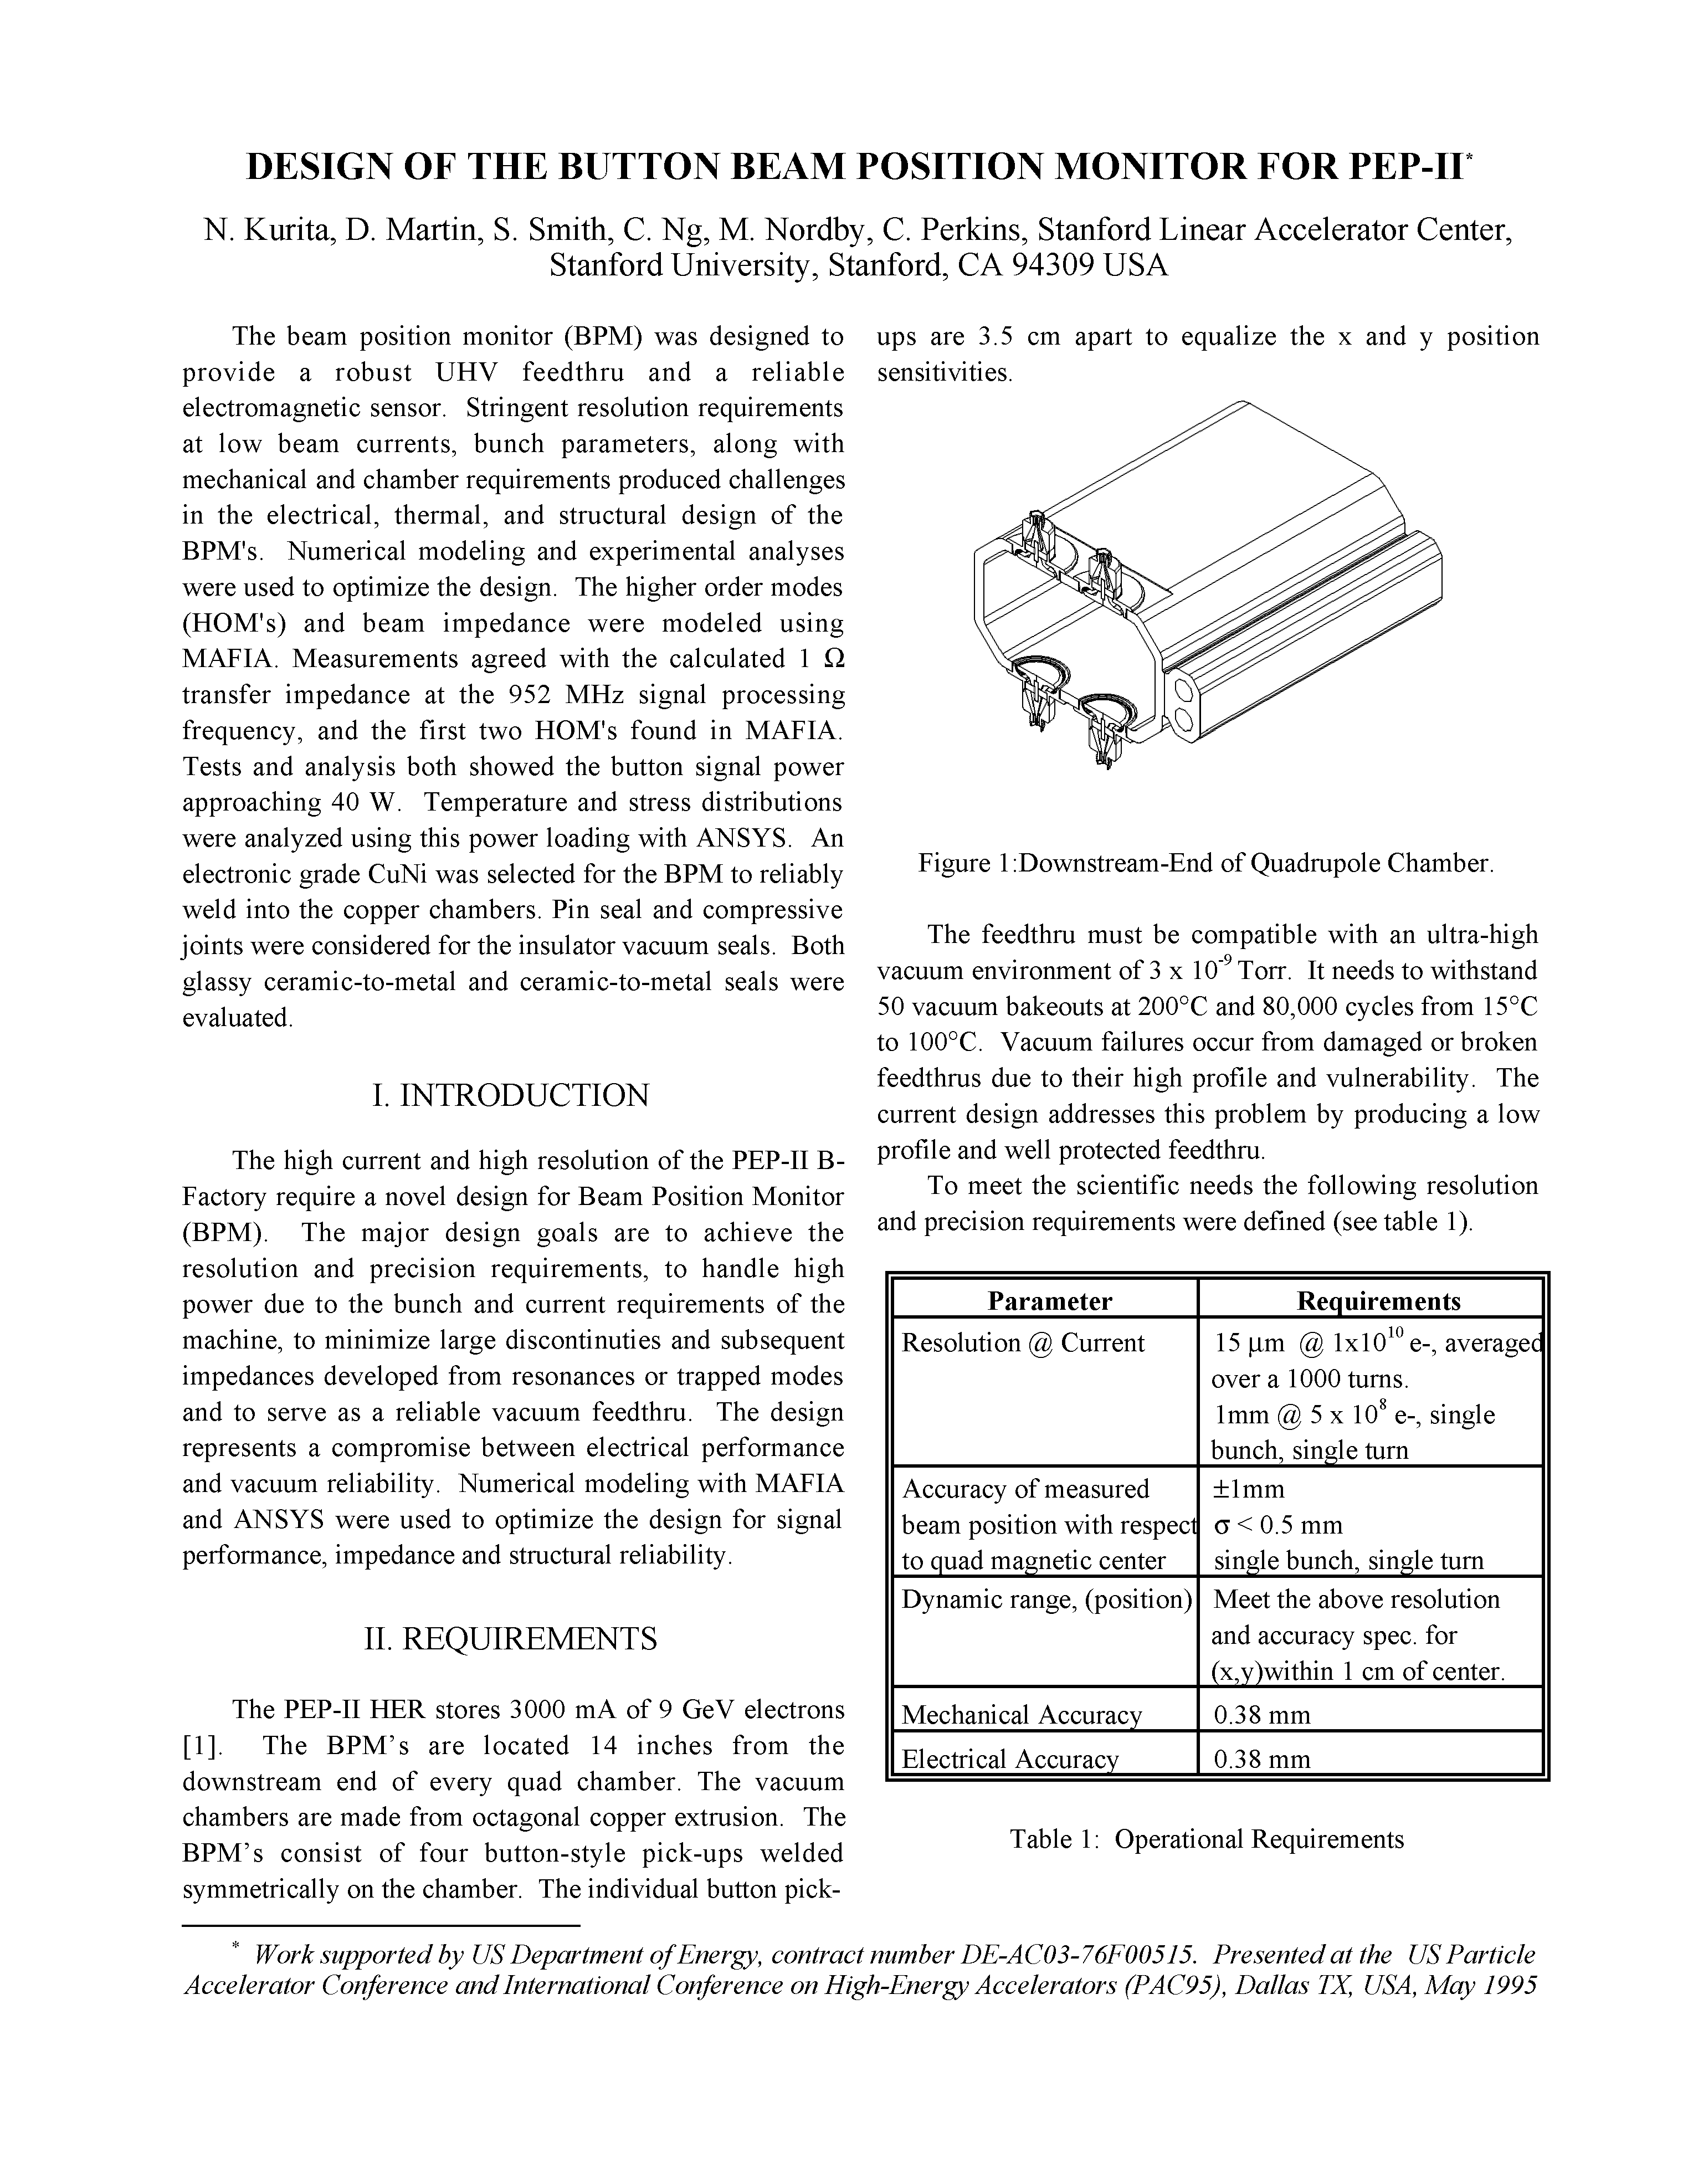 DESIGN OF THE BUTTON BEAM POSITION MONITOR FOR PEP-II*
N. Kurita, D. Martin, S. Smith, C. Ng, M. Nordby, C. Perkins, Stanford Linear Accelerator Center,
Stanford University, Stanford, CA 94309 USA
The beam position monitor (BPM) was designed to
provide a robust UHV feedthru and a reliable
electromagnetic sensor. Stringent resolution requirements
at low beam currents, bunch parameters, along with
mechanical and chamber requirements produced challenges
in the electrical, thermal, and structural design of the
BPM's. Numerical modeling and experimental analyses
were used to optimize the design. The higher order modes
(HOM's) and beam impedance were modeled using
MAFIA. Measurements agreed with the calculated 1 Ω
transfer impedance at the 952 MHz signal processing
frequency, and the first two HOM's found in MAFIA.
Tests and analysis both showed the button signal power
approaching 40 W. Temperature and stress distributions
were analyzed using this power loading with ANSYS. An
electronic grade CuNi was selected for the BPM to reliably
weld into the copper chambers. Pin seal and compressive
joints were considered for the insulator vacuum seals. Both
glassy ceramic-to-metal and ceramic-to-metal seals were
evaluated.
I. INTRODUCTION
The high current and high resolution of the PEP-II B-
Factory require a novel design for Beam Position Monitor
(BPM). The major design goals are to achieve the
resolution and precision requirements, to handle high
power due to the bunch and current requirements of the
machine, to minimize large discontinuties and subsequent
impedances developed from resonances or trapped modes
and to serve as a reliable vacuum feedthru. The design
represents a compromise between electrical performance
and vacuum reliability. Numerical modeling with MAFIA
and ANSYS were used to optimize the design for signal
performance, impedance and structural reliability.
II. REQUIREMENTS
The PEP-II HER stores 3000 mA of 9 GeV electrons
[1]. The BPM's are located 14 inches from the
downstream end of every quad chamber. The vacuum
chambers are made from octagonal copper extrusion. The
BPM's consist of four button-style pick-ups welded
symmetrically on the chamber. The individual button pick-
ups are 3.5 cm apart to equalize the x and y position
sensitivities.
Figure 1:Downstream-End of Quadrupole Chamber.
The feedthru must be compatible with an ultra-high
vacuum environment of 3 x 10⁻⁹ Torr. It needs to withstand
50 vacuum bakeouts at 200°C and 80,000 cycles from 15°C
to 100°C. Vacuum failures occur from damaged or broken
feedthrus due to their high profile and vulnerability. The
current design addresses this problem by producing a low
profile and well protected feedthru.
To meet the scientific needs the following resolution
and precision requirements were defined (see table 1).
Parameter Requirements
Resolution @ Current 15 µm @ 1x10¹⁰ e-, averaged
over a 1000 turns.
1mm @ 5 x 10⁸ e-, single
bunch, single turn
Accuracy of measured ±1mm
beam position with respect σ < 0.5 mm
to quad magnetic center single bunch, single turn
Dynamic range, (position) Meet the above resolution
and accuracy spec. for
(x,y)within 1 cm of center.
Mechanical Accuracy 0.38 mm
Electrical Accuracy 0.38 mm
Table 1: Operational Requirements
* Work supported by US Department of Energy, contract number DE-AC03-76F00515. Presented at the US Particle
Accelerator Conference and International Conference on High-Energy Accelerators (PAC95), Dallas TX, USA, May 1995